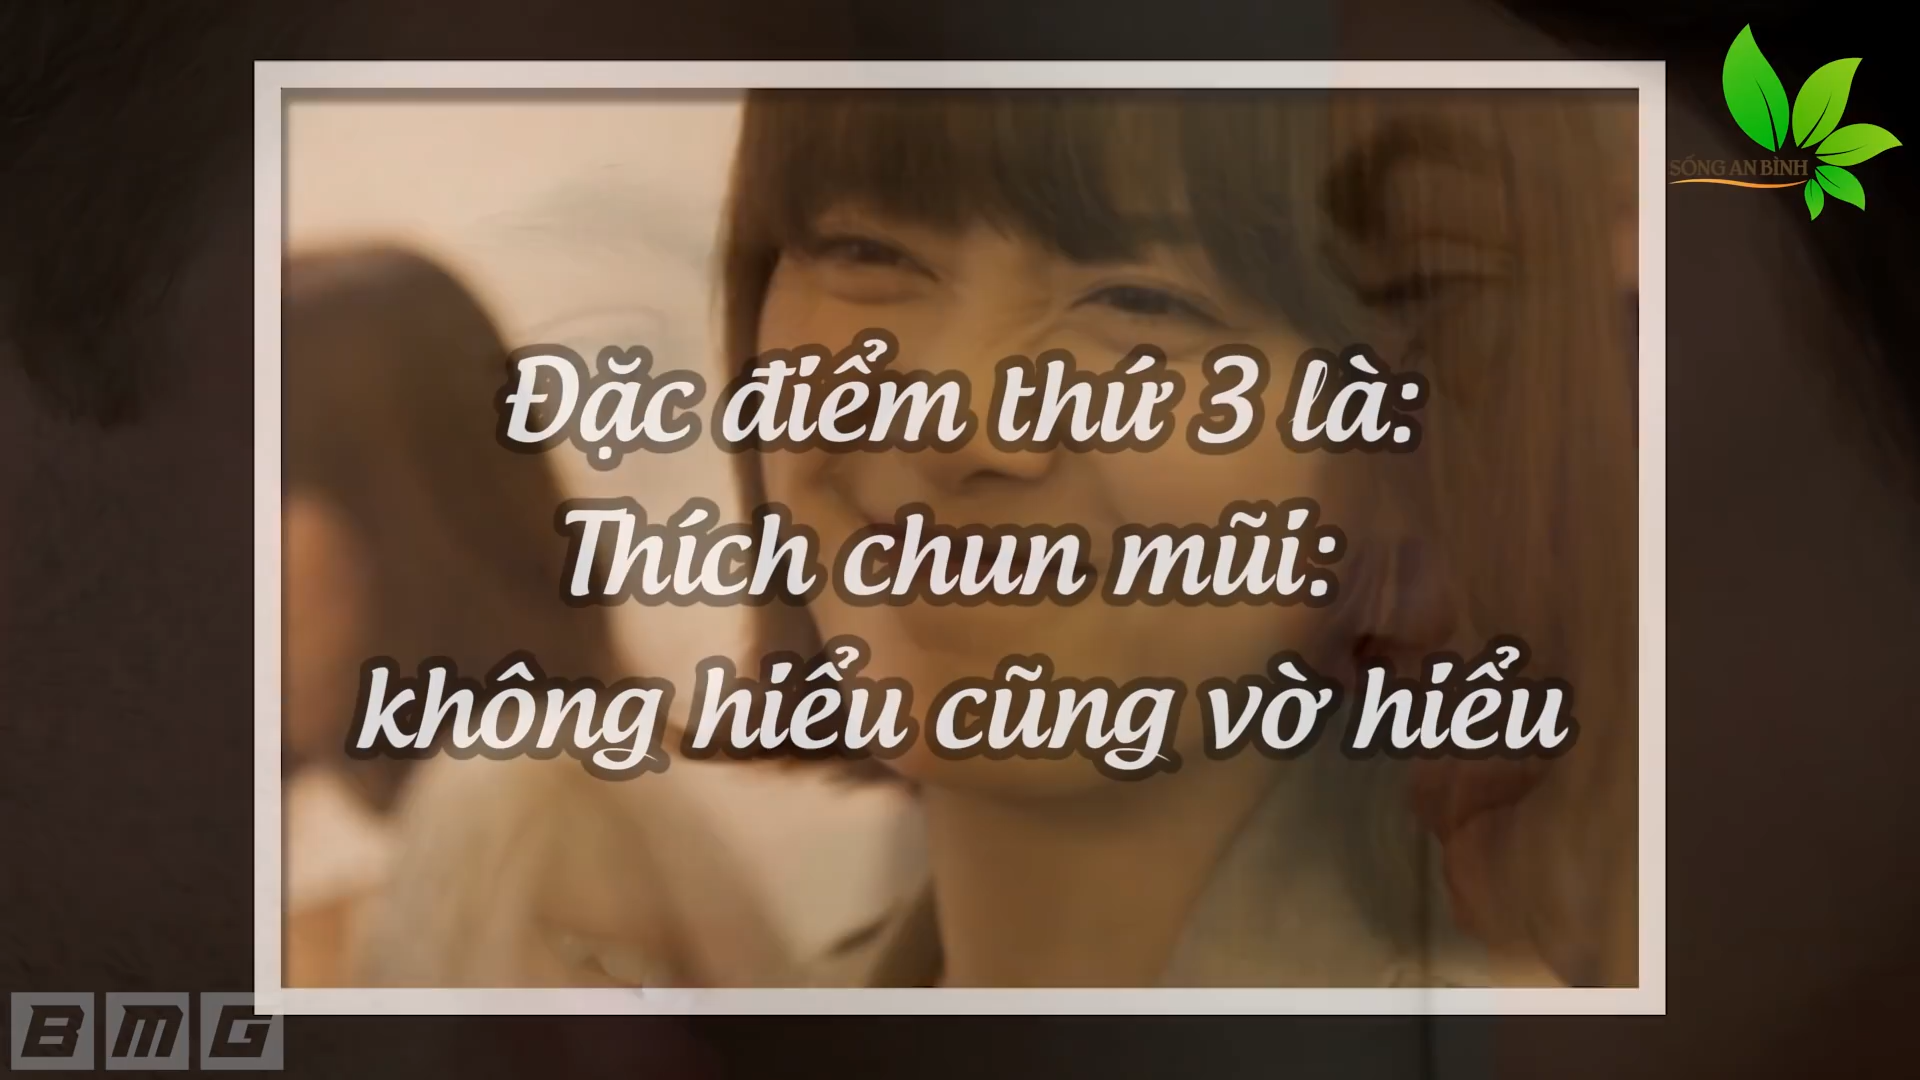 SỐNG AN BÌNH
Đặc điểm thứ 3 là:
Thích chun mũi:
không hiểu cũng vờ hiểu
BMG